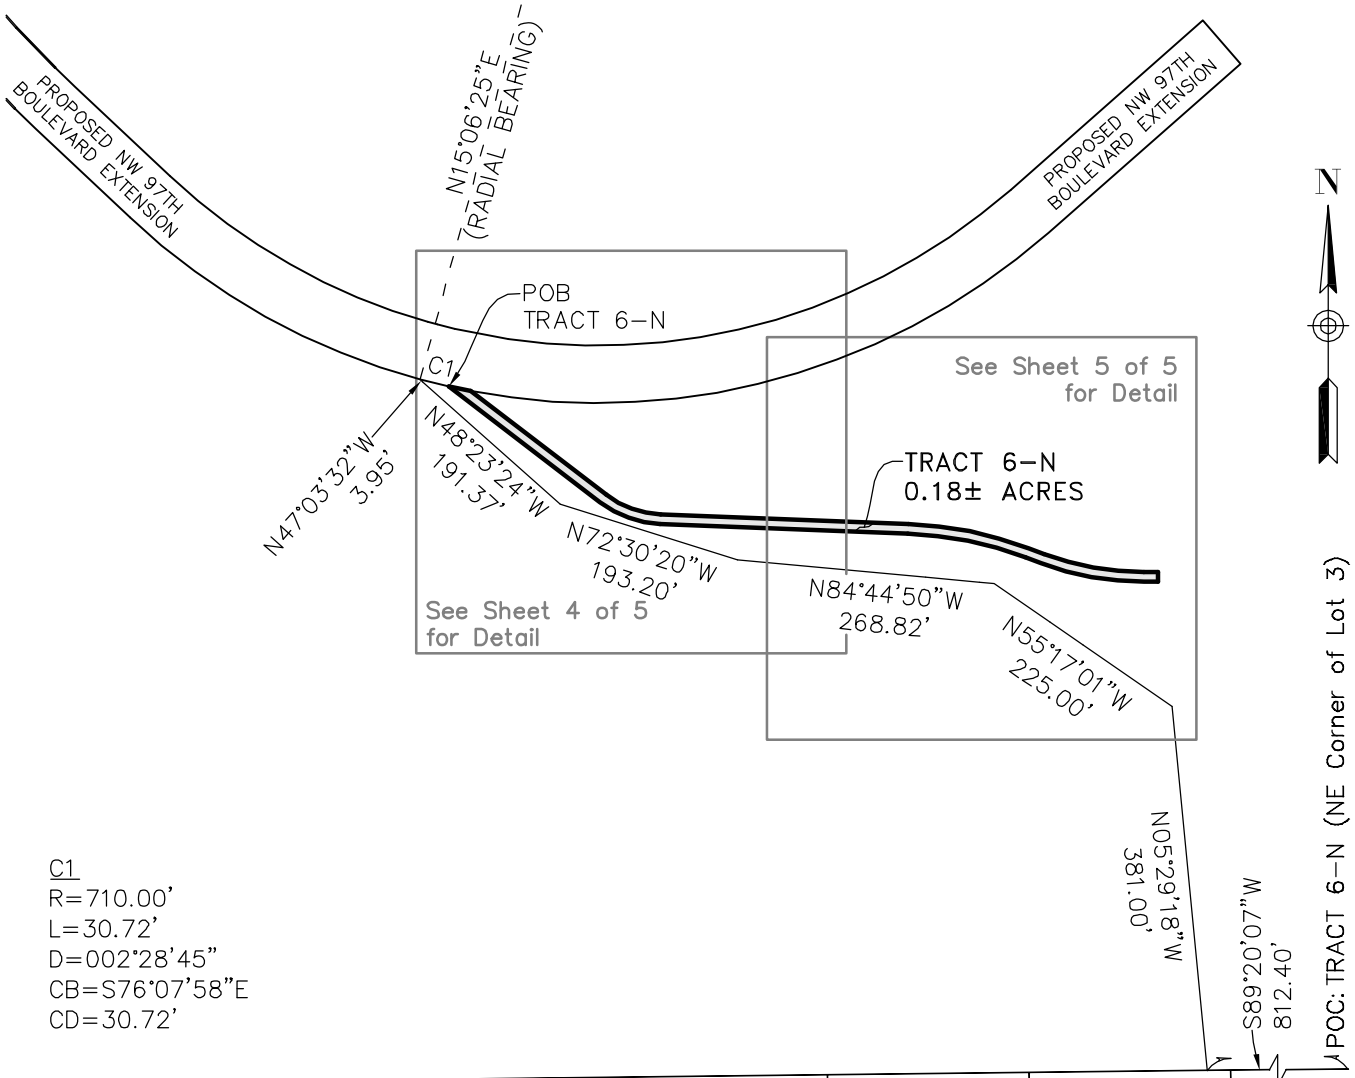 PROPOSED NW 97TH
BOULEVARD EXTENSION
N15°06'25"E
(RADIAL BEARING)
PROPOSED NW 97TH
BOULEVARD EXTENSION
N
POB
TRACT 6-N
C1
See Sheet 5 of 5
for Detail
N47°03'32"W
3.95'
N48°23'24"W
191.37'
TRACT 6-N
0.18± ACRES
N72°30'20"W
193.20'
N84°44'50"W
268.82'
See Sheet 4 of 5
for Detail
N55°17'01"W
225.00'
N05°29'18"W
381.00'
S89°20'07"W
812.40'
POC: TRACT 6-N (NE Corner of Lot 3)
C1
R=710.00'
L=30.72'
D=002°28'45"
CB=S76°07'58"E
CD=30.72'